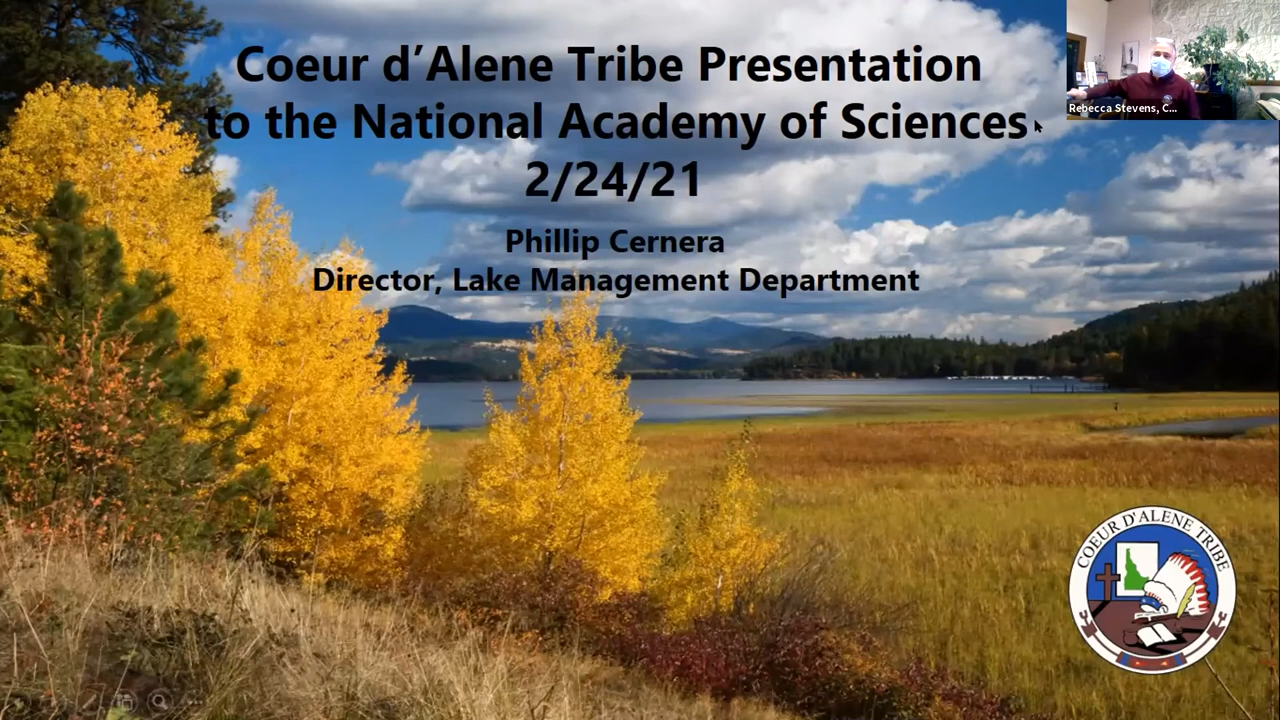 Coeur d’Alene Tribe Presentation
to the National Academy of Sciences
2/24/21
Phillip Cernera
Director, Lake Management Department
Rebecca Stevens, C...
COEUR D'ALENE TRIBE